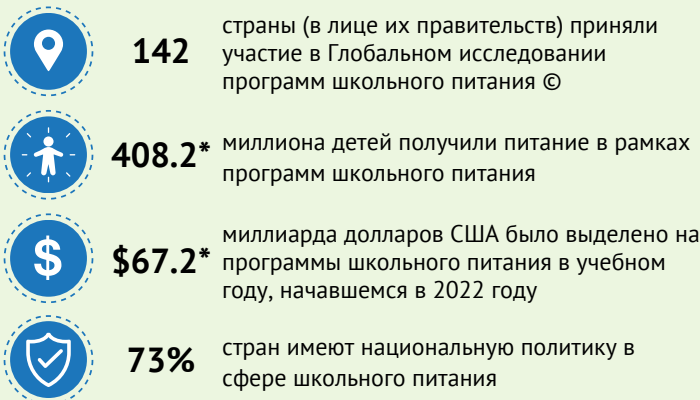 142
страны (в лице их правительств) приняли
участие в Глобальном исследовании
программ школьного питания ©
408.2*
миллиона детей получили питание в рамках
программ школьного питания
$
$67.2*
миллиарда долларов США было выделено на
программы школьного питания в учебном
году, начавшемся в 2022 году
73%
стран имеют национальную политику в
сфере школьного питания